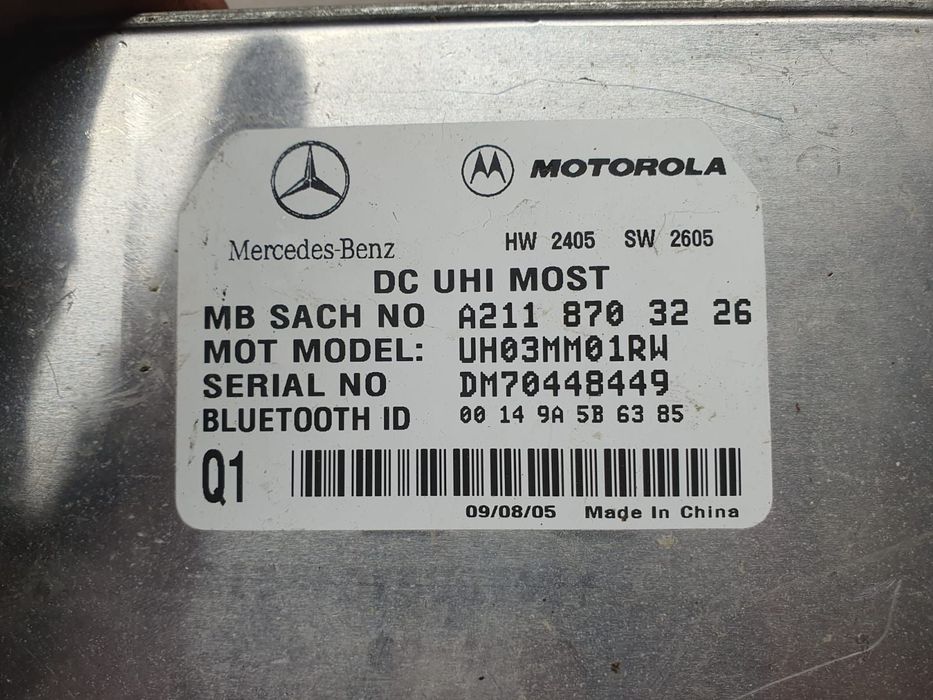 MOTOROLA
Mercedes-Benz
HW 2405 SW 2605
DC UHI MOST
MB SACH NO A211 870 32 26
MOT MODEL: UH03MM01RW
SERIAL NO DM70448449
BLUETOOTH ID 00 14 9A 5B 63 85
Q1
09/08/05 Made In China